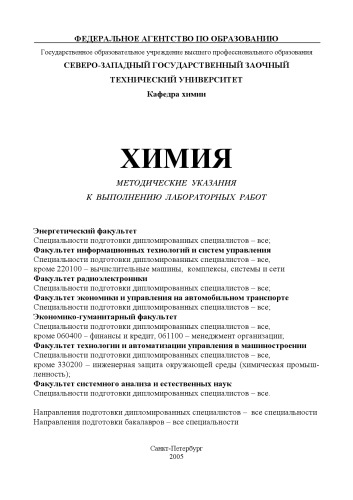 ФЕДЕРАЛЬНОЕ АГЕНТСТВО ПО ОБРАЗОВАНИЮ
Государственное образовательное учреждение высшего профессионального образования
СЕВЕРО-ЗАПАДНЫЙ ГОСУДАРСТВЕННЫЙ ЗАОЧНЫЙ
ТЕХНИЧЕСКИЙ УНИВЕРСИТЕТ
Кафедра химии
ХИМИЯ
МЕТОДИЧЕСКИЕ УКАЗАНИЯ
К ВЫПОЛНЕНИЮ ЛАБОРАТОРНЫХ РАБОТ
Энергетический факультет
Специальности подготовки дипломированных специалистов – все;
Факультет информационных технологий и систем управления
Специальности подготовки дипломированных специалистов – все,
кроме 220100 – вычислительные машины, комплексы, системы и сети
Факультет радиоэлектроники
Специальности подготовки дипломированных специалистов – все;
Факультет экономики и управления на автомобильном транспорте
Специальности подготовки дипломированных специалистов – все;
Экономико-гуманитарный факультет
Специальности подготовки дипломированных специалистов – все,
кроме 060400 – финансы и кредит, 061100 – менеджмент организации;
Факультет технологии и автоматизации управления в машиностроении
Специальности подготовки дипломированных специалистов – все,
кроме 330200 – инженерная защита окружающей среды (химическая промыш-
ленность);
Факультет системного анализа и естественных наук
Специальности подготовки дипломированных специалистов – все.
Направления подготовки дипломированных специалистов – все специальности
Направления подготовки бакалавров – все специальности
Санкт-Петербург
2005